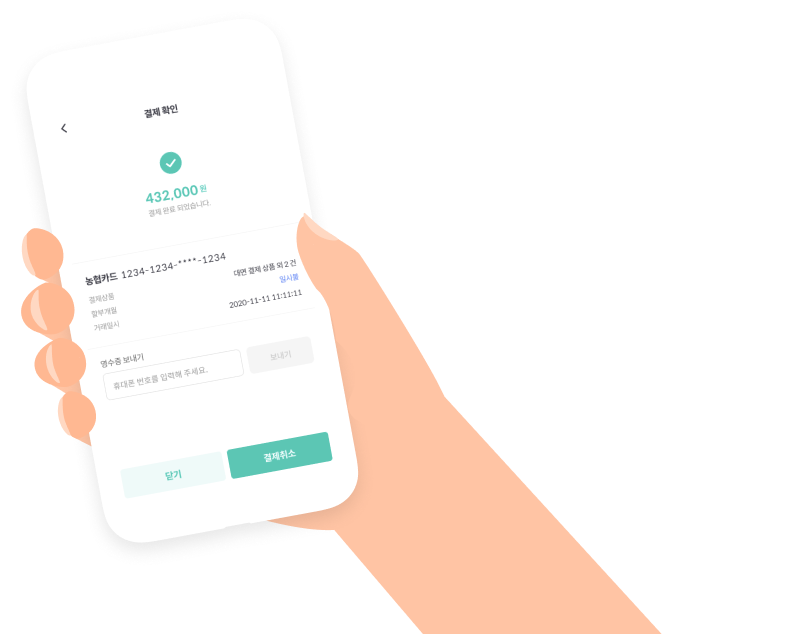 결제 확인
432,000 원
결제 완료 되었습니다.
농협카드 1234-1234-****-1234
결제상품 대면 결제 상품 외 2 건
할부개월 일시불
거래일시 2020-11-11 11:11:11
영수증 보내기
휴대폰 번호를 입력해 주세요. 보내기
닫기 결제취소